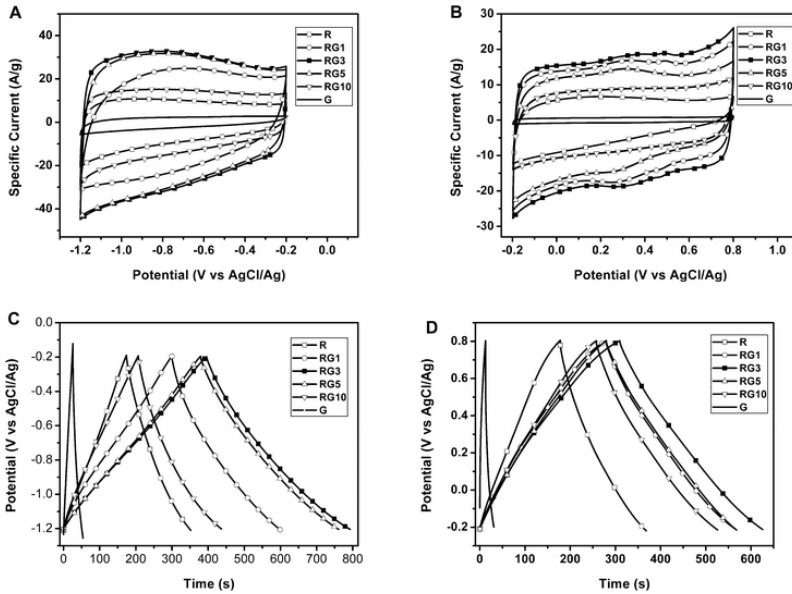 A
Specific Current (A/g)
40
20
0
-20
-40
-1.2 -1.0 -0.8 -0.6 -0.4 -0.2 0.0
Potential (V vs AgCl/Ag)
R
RG1
RG3
RG5
RG10
G
B
Specific Current (A/g)
30
20
10
0
-10
-20
-30
-0.2 0.0 0.2 0.4 0.6 0.8 1.0
Potential (V vs AgCl/Ag)
R
RG1
RG3
RG5
RG10
G
C
Potential (V vs AgCl/Ag)
0.0
-0.2
-0.4
-0.6
-0.8
-1.0
-1.2
0 100 200 300 400 500 600 700 800
Time (s)
R
RG1
RG3
RG5
RG10
G
D
Potential (V vs AgCl/Ag)
0.8
0.6
0.4
0.2
0.0
-0.2
0 100 200 300 400 500 600
Time (s)
R
RG1
RG3
RG5
RG10
G